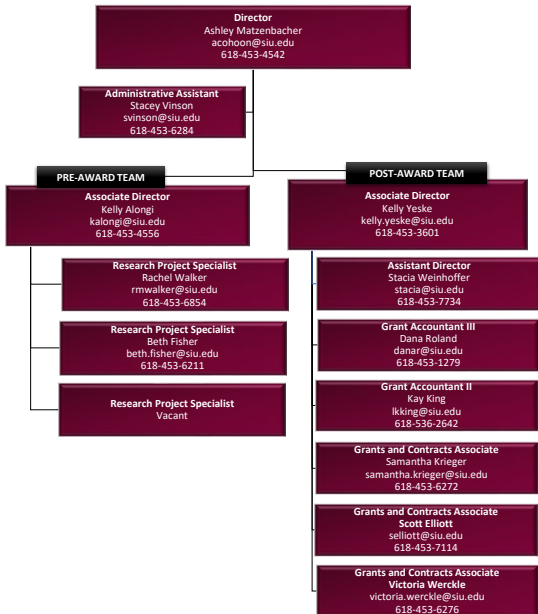 Director
Ashley Matzenbacher
acohoon@siu.edu
618-453-4542
Administrative Assistant
Stacey Vinson
svinson@siu.edu
618-453-6284
PRE-AWARD TEAM
Associate Director
Kelly Alongi
kalongi@siu.edu
618-453-4556
Research Project Specialist
Rachel Walker
rmwalker@siu.edu
618-453-6854
Research Project Specialist
Beth Fisher
beth.fisher@siu.edu
618-453-6211
Research Project Specialist
Vacant
POST-AWARD TEAM
Associate Director
Kelly Yeske
kelly.yeske@siu.edu
618-453-3601
Assistant Director
Stacia Weinhoffer
stacia@siu.edu
618-453-7734
Grant Accountant III
Dana Roland
danar@siu.edu
618-453-1279
Grant Accountant II
Kay King
lkking@siu.edu
618-536-2642
Grants and Contracts Associate
Samantha Krieger
samantha.krieger@siu.edu
618-453-6272
Grants and Contracts Associate
Scott Elliott
selliott@siu.edu
618-453-7114
Grants and Contracts Associate
Victoria Werckle
victoria.werckle@siu.edu
618-453-6276